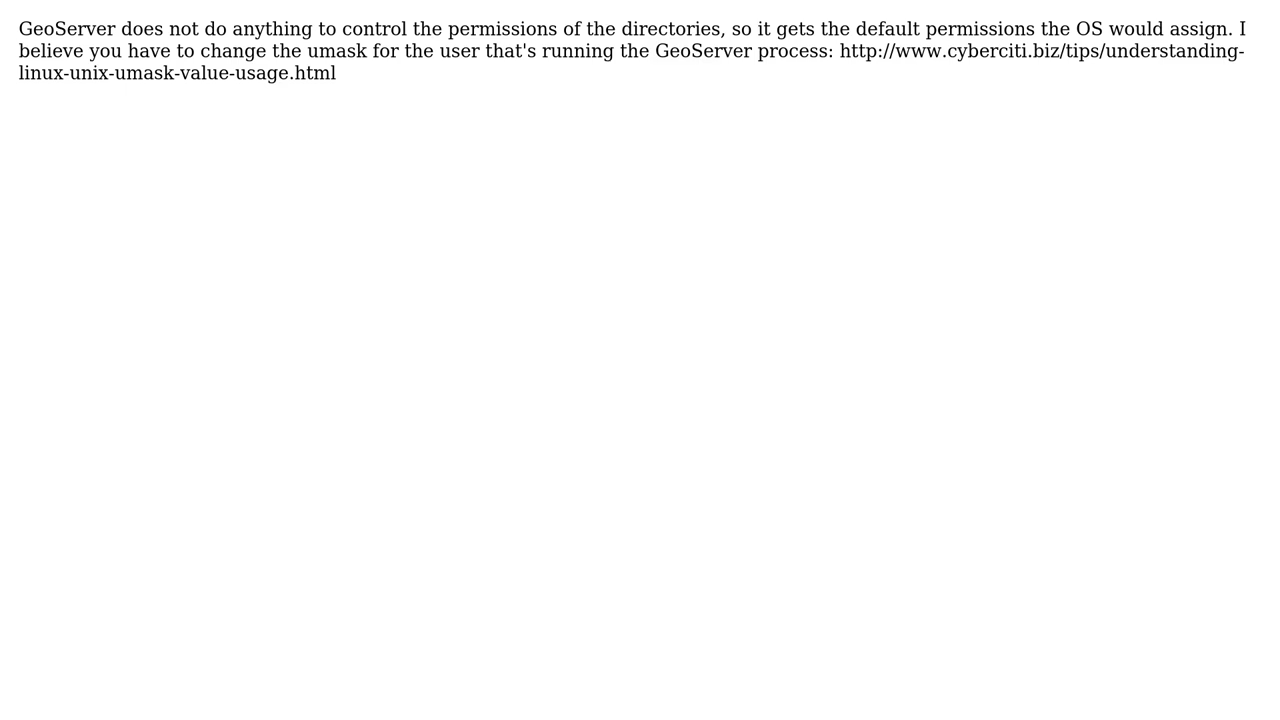 GeoServer does not do anything to control the permissions of the directories, so it gets the default permissions the OS would assign. I
believe you have to change the umask for the user that's running the GeoServer process: http://www.cyberciti.biz/tips/understanding-
linux-unix-umask-value-usage.html